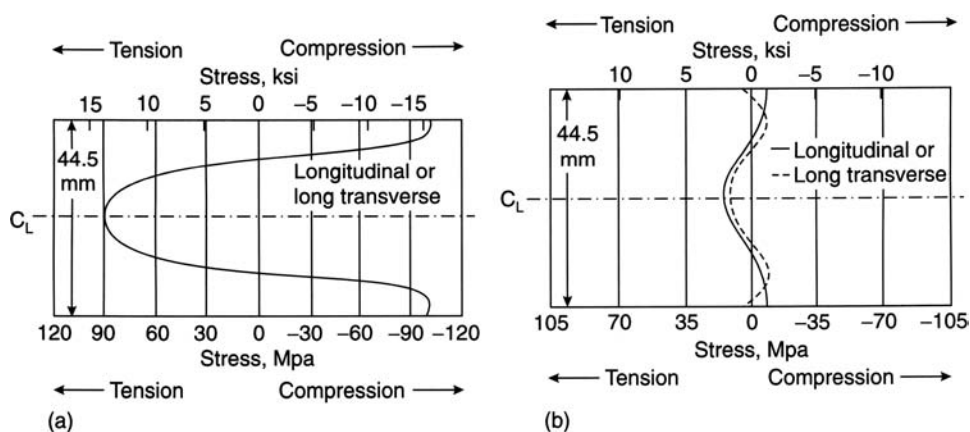 Tension Compression
Stress, ksi
15 10 5 0 –5 –10 –15
44.5
mm
Longitudinal or
long transverse
CL
120 90 60 30 0 –30 –60 –90 –120
Stress, Mpa
Tension Compression
(a)
Tension Compression
Stress, ksi
10 5 0 –5 –10
44.5
mm
Longitudinal or
Long transverse
CL
105 70 35 0 –35 –70 –105
Stress, Mpa
Tension Compression
(b)